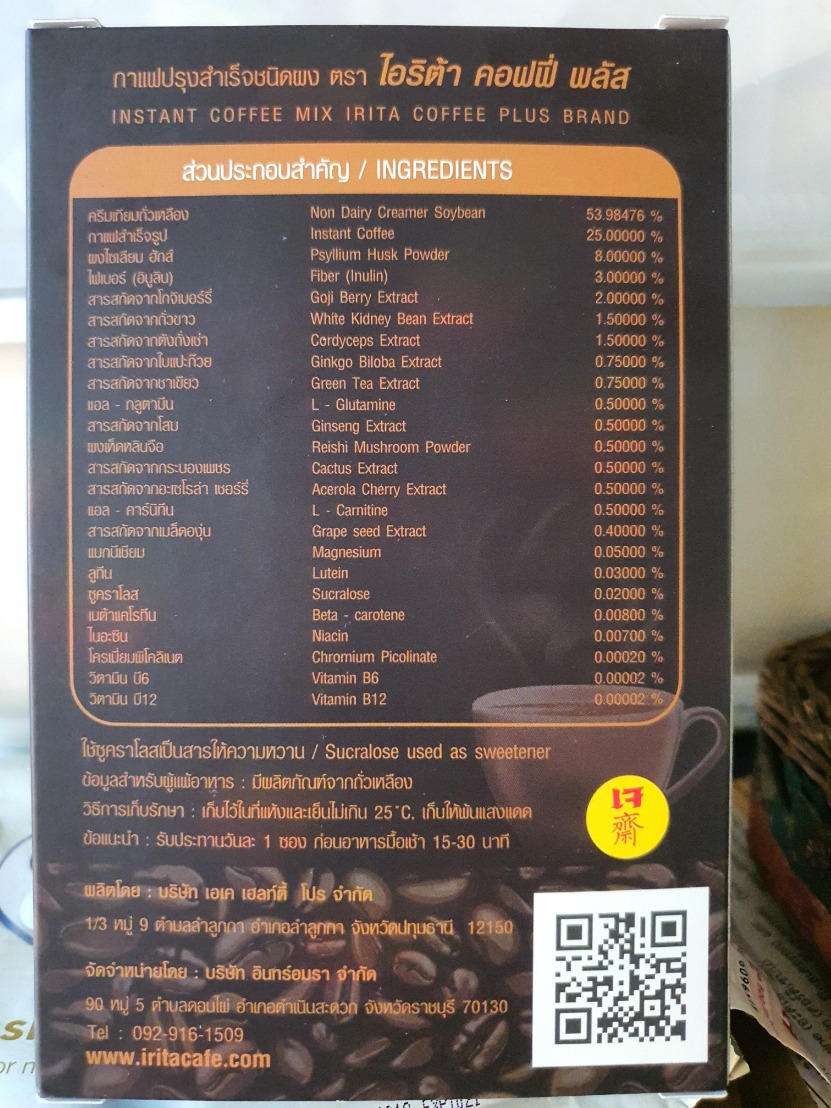 กาแฟปรุงสำเร็จชนิดผง ตรา ไอริต้า คอฟฟี่ พลัส
INSTANT COFFEE MIX IRITA COFFEE PLUS BRAND
ส่วนประกอบสำคัญ / INGREDIENTS
ครีมเทียมถั่วเหลือง Non Dairy Creamer Soybean 53.98476 %
กาแฟสำเร็จรูป Instant Coffee 25.00000 %
ผงไซเลียม ฮักส์ Psyllium Husk Powder 8.00000 %
ไฟเบอร์ (อินูลิน) Fiber (Inulin) 3.00000 %
สารสกัดจากโกจิเบอร์รี่ Goji Berry Extract 2.00000 %
สารสกัดจากถั่วขาว White Kidney Bean Extract 1.50000 %
สารสกัดจากตังถั่งเช่า Cordyceps Extract 1.50000 %
สารสกัดจากใบแปะก๊วย Ginkgo Biloba Extract 0.75000 %
สารสกัดจากชาเขียว Green Tea Extract 0.75000 %
แอล - กลูตามีน L - Glutamine 0.50000 %
สารสกัดจากโสม Ginseng Extract 0.50000 %
ผงเห็ดหลินจือ Reishi Mushroom Powder 0.50000 %
สารสกัดจากกระบองเพชร Cactus Extract 0.50000 %
สารสกัดจากอะเซโรล่า เชอร์รี่ Acerola Cherry Extract 0.50000 %
แอล - คาร์นิทีน L - Carnitine 0.50000 %
สารสกัดจากเมล็ดองุ่น Grape seed Extract 0.40000 %
แมกนีเซียม Magnesium 0.05000 %
ลูทีน Lutein 0.03000 %
ซูคราโลส Sucralose 0.02000 %
เบต้าแคโรทีน Beta - carotene 0.00800 %
ไนอะซิน Niacin 0.00700 %
โครเมี่ยมพิโคลิเนต Chromium Picolinate 0.00020 %
วิตามิน บี6 Vitamin B6 0.00002 %
วิตามิน บี12 Vitamin B12 0.00002 %
ใช้ซูคราโลสเป็นสารให้ความหวาน / Sucralose used as sweetener
ข้อมูลสำหรับผู้แพ้อาหาร : มีผลิตภัณฑ์จากถั่วเหลือง
วิธีการเก็บรักษา : เก็บไว้ในที่แห้งและเย็นไม่เกิน 25°C, เก็บให้พ้นแสงแดด
ข้อแนะนำ : รับประทานวันละ 1 ซอง ก่อนอาหารมื้อเช้า 15-30 นาที
เจ
齋
ผลิตโดย : บริษัท เอเค เฮลท์ตี้ โปร จำกัด
1/3 หมู่ 9 ตำบลลำลูกกา อำเภอลำลูกกา จังหวัดปทุมธานี 12150
จัดจำหน่ายโดย : บริษัท อินทร์อมรา จำกัด
90 หมู่ 5 ตำบลดอนไผ่ อำเภอดำเนินสะดวก จังหวัดราชบุรี 70130
Tel : 092-916-1509
www.iritacafe.com